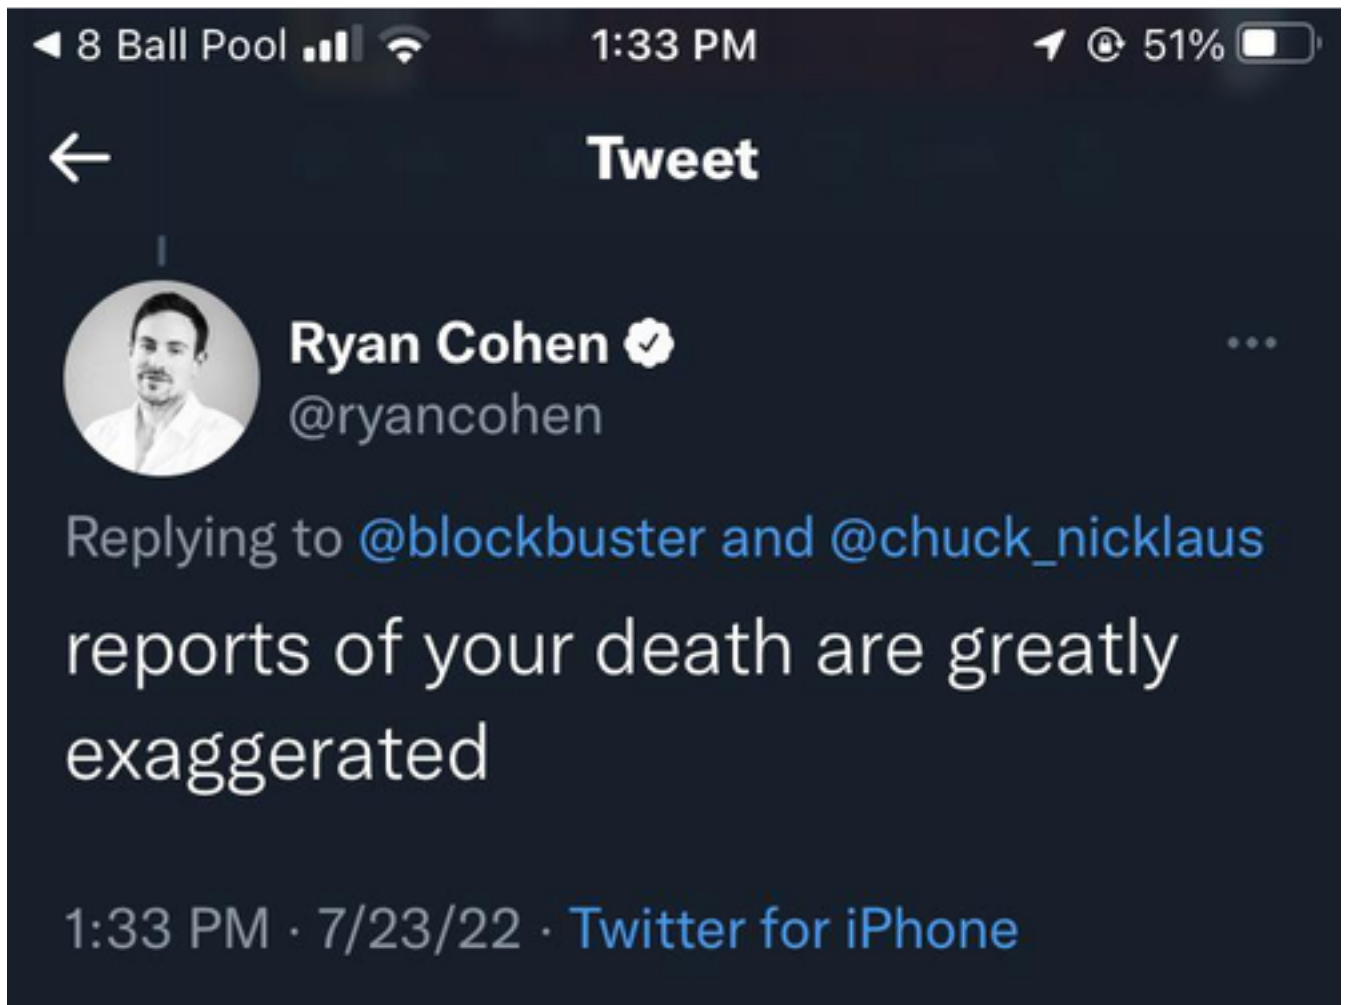 ◀ 8 Ball Pool 1:33 PM 51%
Tweet
Ryan Cohen
@ryancohen
Replying to @blockbuster and @chuck_nicklaus
reports of your death are greatly
exaggerated
1:33 PM · 7/23/22 · Twitter for iPhone